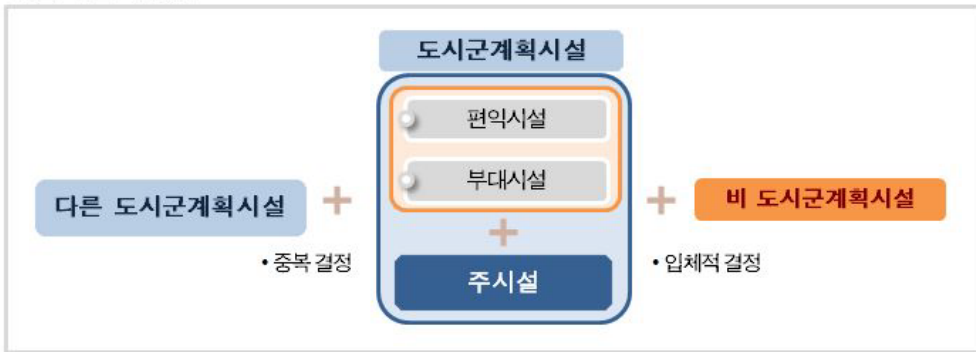 도시군계획시설
편익시설
부대시설
다른 도시군계획시설
+
+
비 도시군계획시설
+
• 중복 결정
• 입체적 결정
주시설